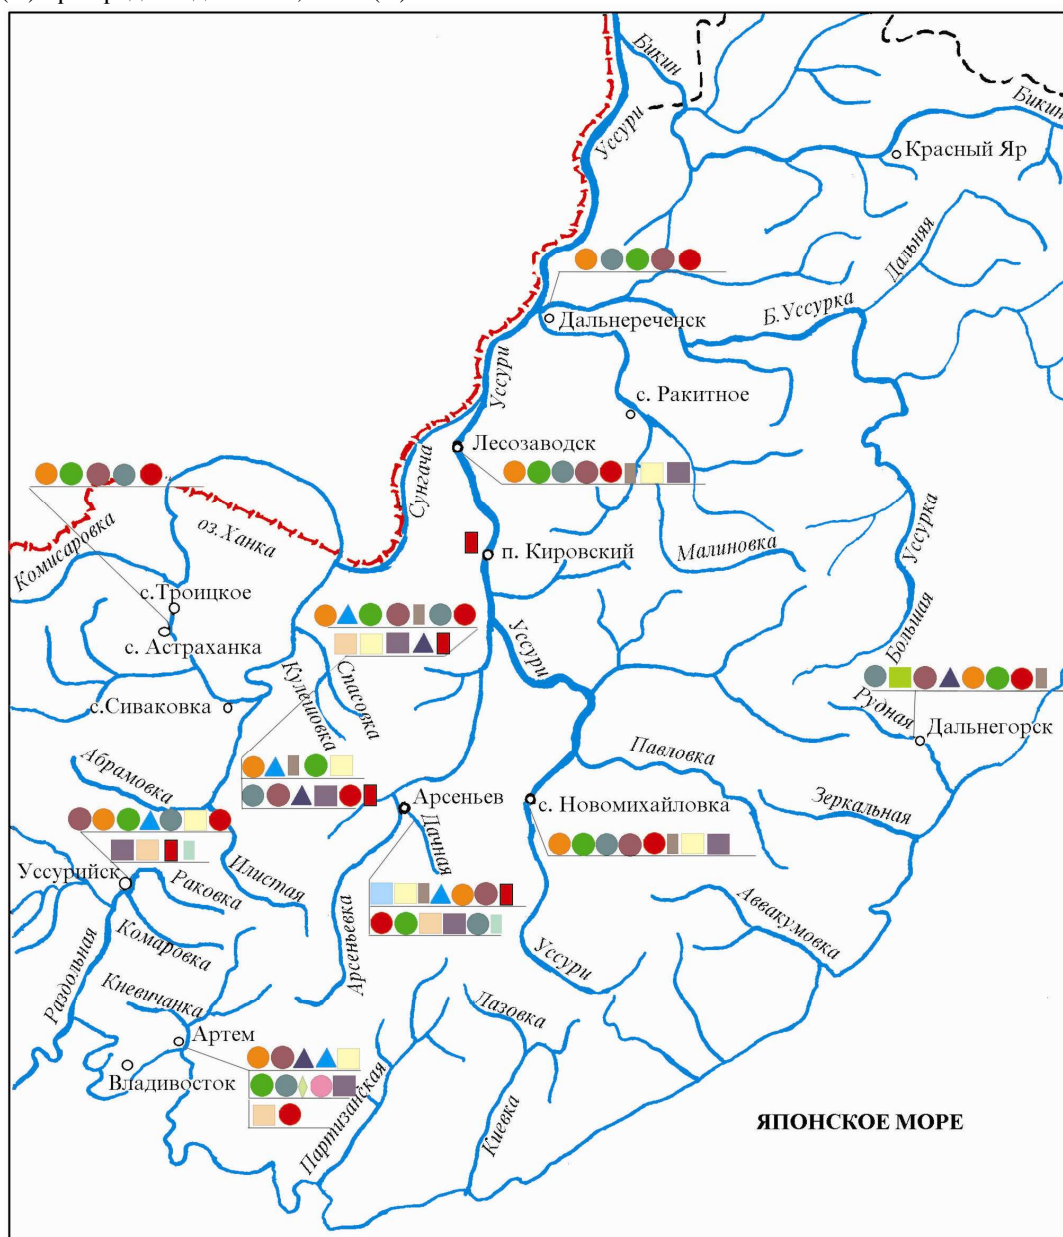 Бикин
Уссури
Бикин
Красный Яр
Дальняя
Б.Уссурка
Дальнереченск
Уссури
с. Ракитное
Лесозаводск
Сунгача
оз.Ханка
Комисаровка
Уссурка
Большая
п. Кировский
Малиновка
с.Троицкое
с. Астраханка
Уссури
Спасовка
Кулешовка
с.Сиваковка
Рудная
Дальнегорск
Абрамовка
Павловка
Зеркальная
Арсеньев
с. Новомихайловка
Дачная
Уссурийск
Раковка
Илистая
Комаровка
Арсеньевка
Аввакумовка
Уссури
Раздольная
Кневичанка
Лазовка
Артем
Владивосток
Партизанская
Киевка
ЯПОНСКОЕ МОРЕ